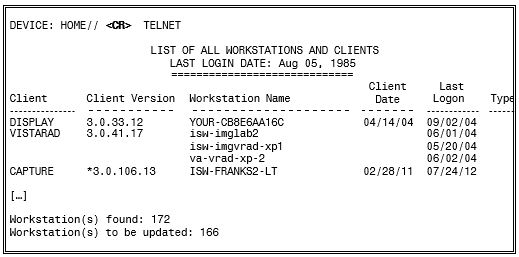 DEVICE: HOME// <CR> TELNET
LIST OF ALL WORKSTATIONS AND CLIENTS
LAST LOGIN DATE: Aug 05, 1985
============================
Client Last
Client Client Version Workstation Name Date Logon Type
DISPLAY 3.0.33.12 YOUR-CB8E6AA16C 04/14/04 09/02/04
VISTARAD 3.0.41.17 isw-imglab2 06/01/04
isw-imgvrad-xp1 05/20/04
va-vrad-xp-2 06/02/04
CAPTURE *3.0.106.13 ISW-FRANKS2-LT 02/28/11 07/24/12
[…]
Workstation(s) found: 172
Workstation(s) to be updated: 166